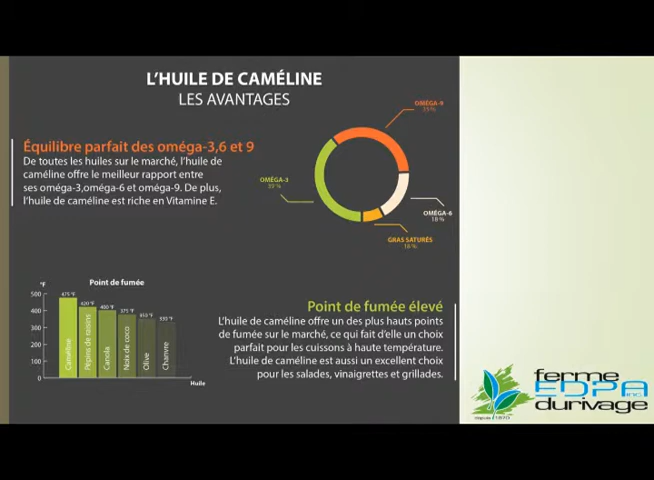 L'HUILE DE CAMÉLINE
LES AVANTAGES
OMÉGA-9
Équilibre parfait des oméga-3,6 et 9
De toutes les huiles sur le marché, l'huile de
caméline offre le meilleur rapport entre
ses oméga-3,oméga-6 et oméga-9. De plus,
l'huile de caméline est riche en Vitamine E.
OMÉGA-3
OMÉGA-6
18 %
GRAS SATURÉS
18 %
Point de fumée
°F
500
400
300
200
100
0
475 °F
420 °F
400 °F
375 °F
350 °F
330 °F
Caméline
Pépins de raisins
Canola
Noix de coco
Olive
Chanvre
Huile
Point de fumée élevé
L'huile de caméline offre un des plus hauts points
de fumée sur le marché, ce qui fait d'elle un choix
parfait pour les cuissons à haute température.
L'huile de caméline est aussi un excellent choix
pour les salades, vinaigrettes et grillades.
ferme
EDPA
inc.
durivage